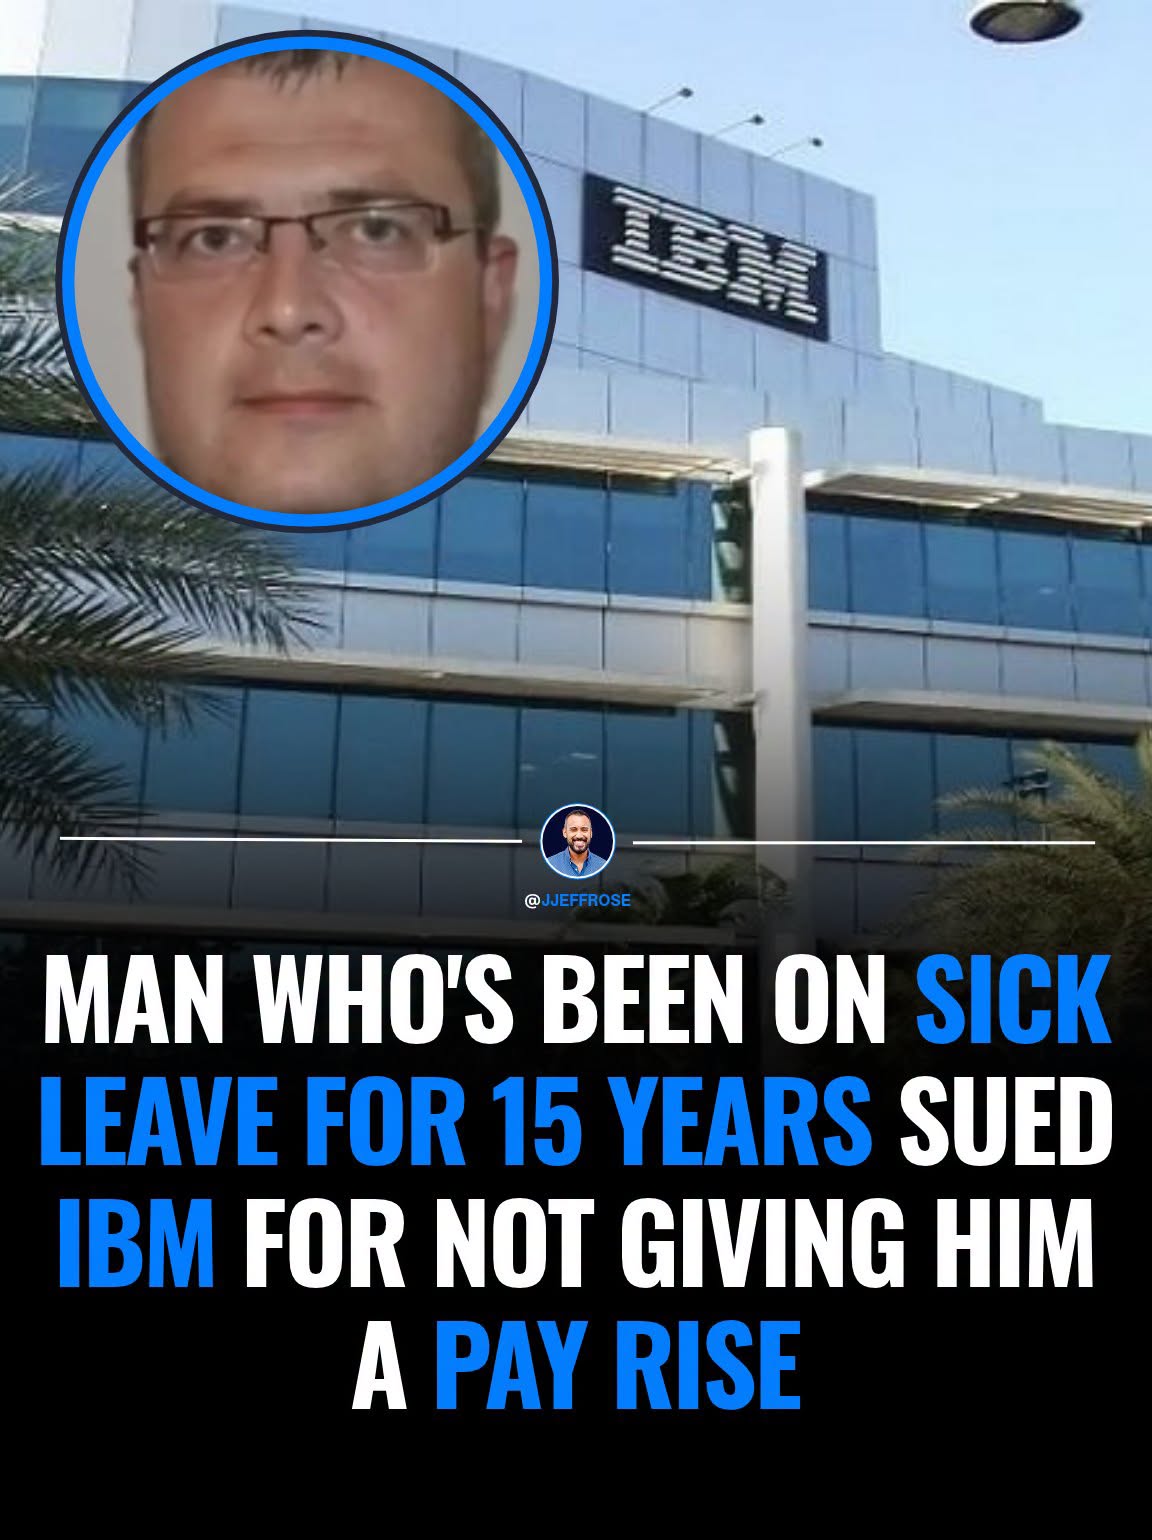 IBM
@JJEFFROSE
MAN WHO'S BEEN ON SICK
LEAVE FOR 15 YEARS SUED
IBM FOR NOT GIVING HIM
A PAY RISE